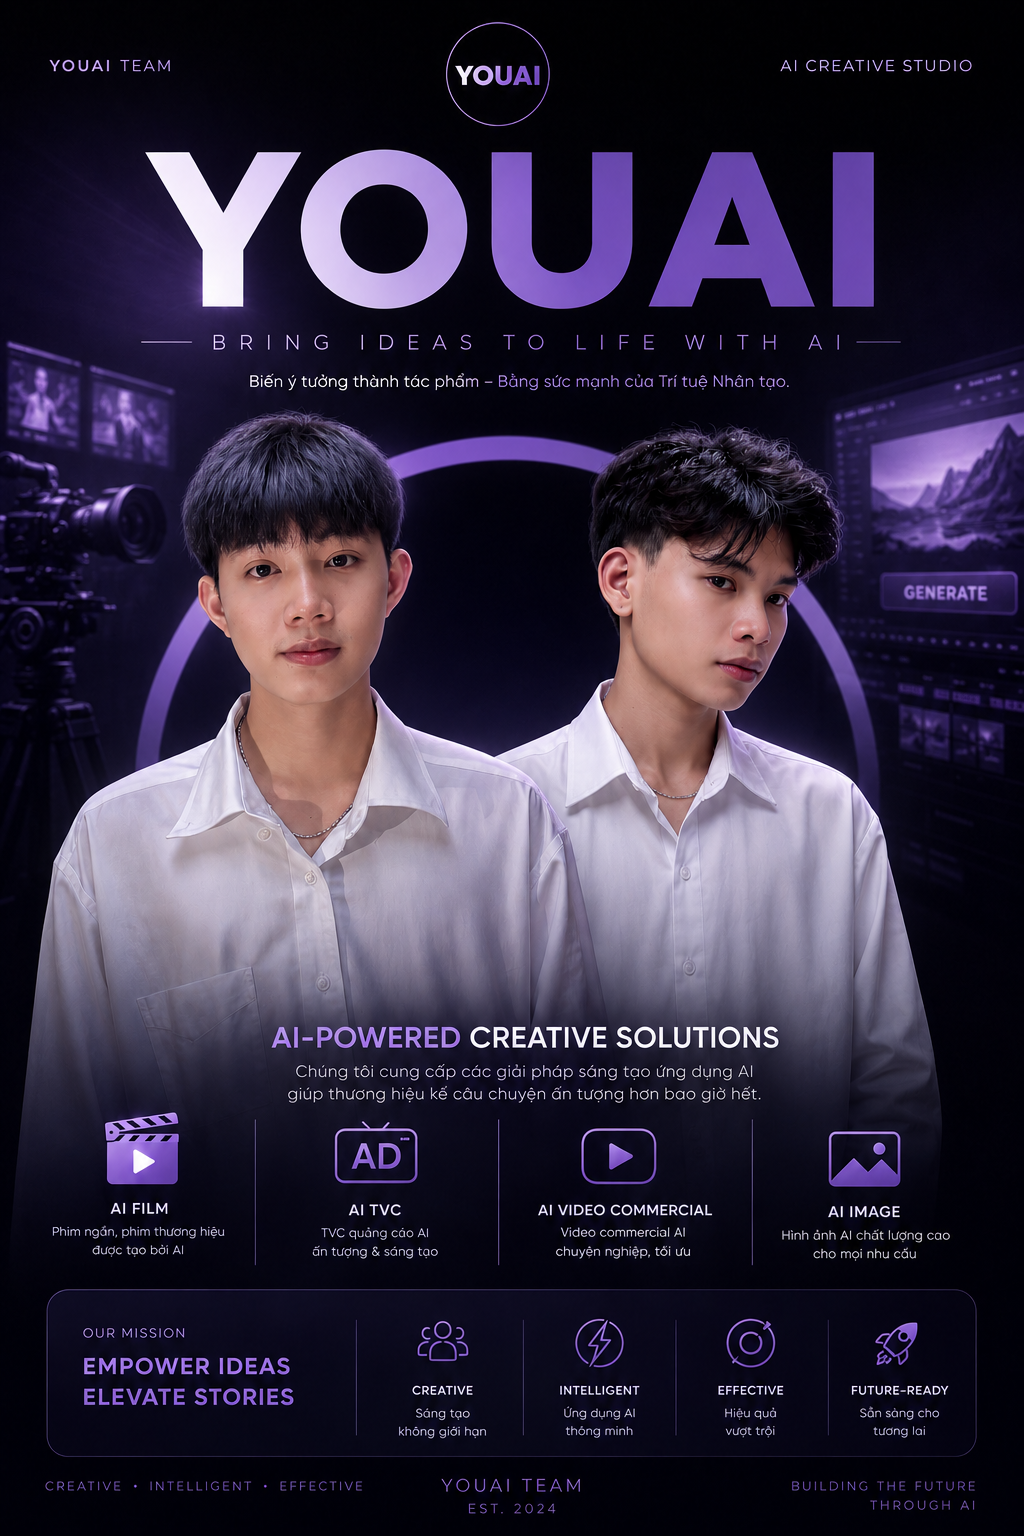 YOUAI TEAM
YOUAI
AI CREATIVE STUDIO
YOUAI
BRING IDEAS TO LIFE WITH AI
Biến ý tưởng thành tác phẩm – Bằng sức mạnh của Trí tuệ Nhân tạo.
GENERATE
AI-POWERED CREATIVE SOLUTIONS
Chúng tôi cung cấp các giải pháp sáng tạo ứng dụng AI
giúp thương hiệu kể câu chuyện ấn tượng hơn bao giờ hết.
AI FILM
Phim ngắn, phim thương hiệu
được tạo bởi AI
AD
AI TVC
TVC quảng cáo AI
ấn tượng & sáng tạo
AI VIDEO COMMERCIAL
Video commercial AI
chuyện nghiệp, tối ưu
AI IMAGE
Hình ảnh AI chất lượng cao
cho mọi nhu cầu
OUR MISSION
EMPOWER IDEAS
ELEVATE STORIES
CREATIVE
Sáng tạo
không giới hạn
INTELLIGENT
Ứng dụng AI
thông minh
EFFECTIVE
Hiệu quả
vượt trội
FUTURE-READY
Sẵn sàng cho
tương lai
CREATIVE • INTELLIGENT • EFFECTIVE
YOUAI TEAM
EST. 2024
BUILDING THE FUTURE
THROUGH AI